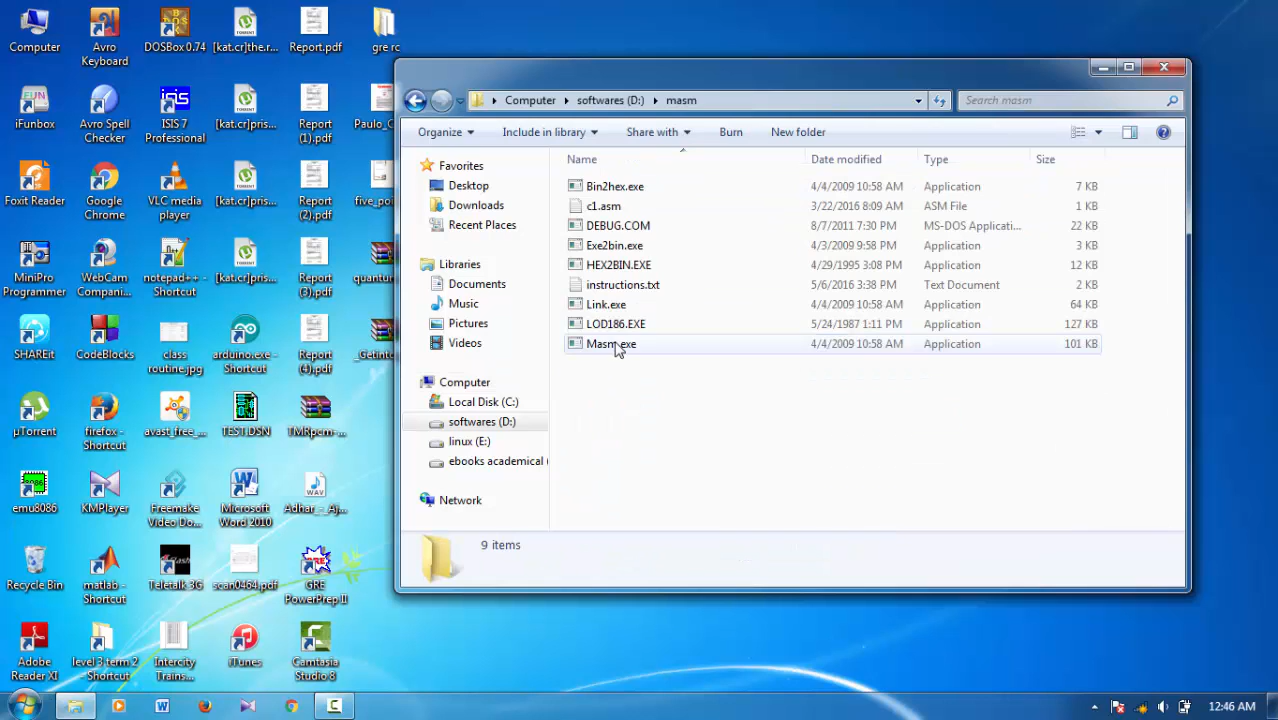 Computer
Avro
Keyboard
DOSBox 0.74
[kat.cr]the.r...
Report.pdf
gre rc
iFunbox
Avro Spell
Checker
ISIS 7
Professional
[kat.cr]pris...
Report
(1).pdf
Paulo_C
Foxit Reader
Google
Chrome
VLC media
player
[kat.cr]pris...
Report
(2).pdf
five_poi
MiniPro
Programmer
WebCam
Compani...
notepad++ -
Shortcut
[kat.cr]pris...
Report
(3).pdf
quantur
SHAREit
CodeBlocks
class
routine.jpg
arduino.exe -
Shortcut
Report
(4).pdf
_Getintc
µTorrent
firefox -
Shortcut
avast_free_...
TEST.DSN
TMRpcm-...
emu8086
KMPlayer
Freemake
Video Do...
Microsoft
Word 2010
Adhar_-_Aj...
Recycle Bin
matlab -
Shortcut
Teletalk 3G
scan0464.pdf
GRE
PowerPrep II
Adobe
Reader XI
level 3 term 2
- Shortcut
Intercity
Trains...
iTunes
Camtasia
Studio 8
Computer
softwares (D:)
masm
Search masm
Organize
Include in library
Share with
Burn
New folder
Favorites
Desktop
Downloads
Recent Places
Libraries
Documents
Music
Pictures
Videos
Computer
Local Disk (C:)
softwares (D:)
linux (E:)
ebooks academical (
Network
Name Date modified Type Size
Bin2hex.exe 4/4/2009 10:58 AM Application 7 KB
c1.asm 3/22/2016 8:09 AM ASM File 1 KB
DEBUG.COM 8/7/2011 7:30 PM MS-DOS Applicati... 22 KB
Exe2bin.exe 4/3/2009 9:58 PM Application 3 KB
HEX2BIN.EXE 4/29/1995 3:08 PM Application 12 KB
instructions.txt 5/6/2016 3:38 PM Text Document 2 KB
Link.exe 4/4/2009 10:58 AM Application 64 KB
LOD186.EXE 5/24/1987 1:11 PM Application 127 KB
Masm.exe 4/4/2009 10:58 AM Application 101 KB
9 items
12:46 AM